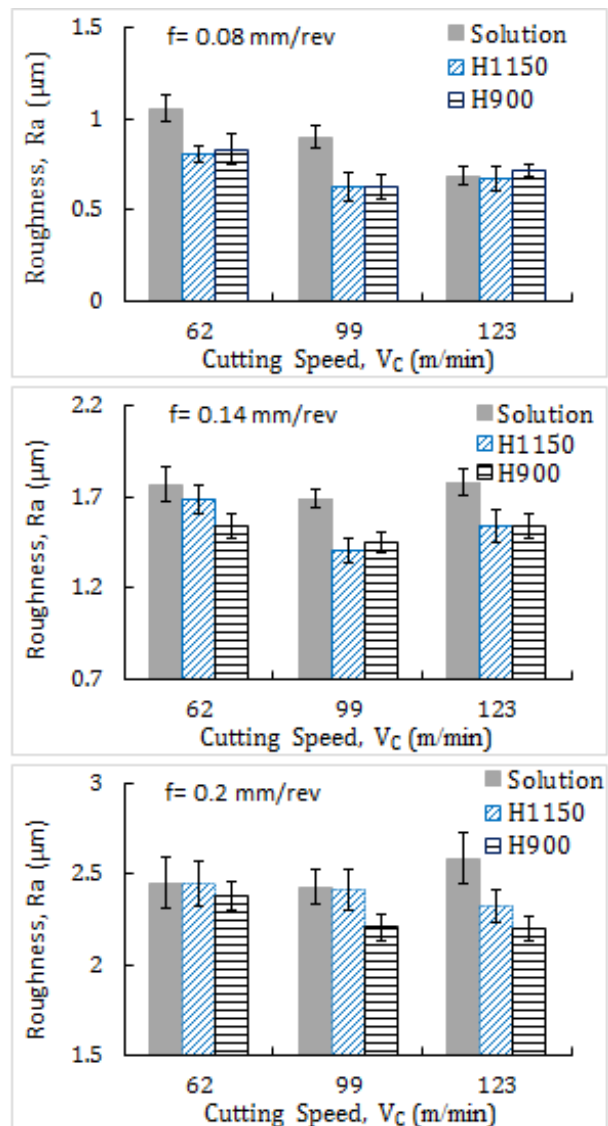 f= 0.08 mm/rev
Solution
H1150
H900
Roughness, Ra (μm)
1.5
1
0.5
0
62
99
123
Cutting Speed, VC (m/min)
f= 0.14 mm/rev
Solution
H1150
H900
Roughness, Ra (μm)
2.2
1.7
1.2
0.7
62
99
123
Cutting Speed, VC (m/min)
f= 0.2 mm/rev
Solution
H1150
H900
Roughness, Ra (μm)
3
2.5
2
1.5
62
99
123
Cutting Speed, VC (m/min)